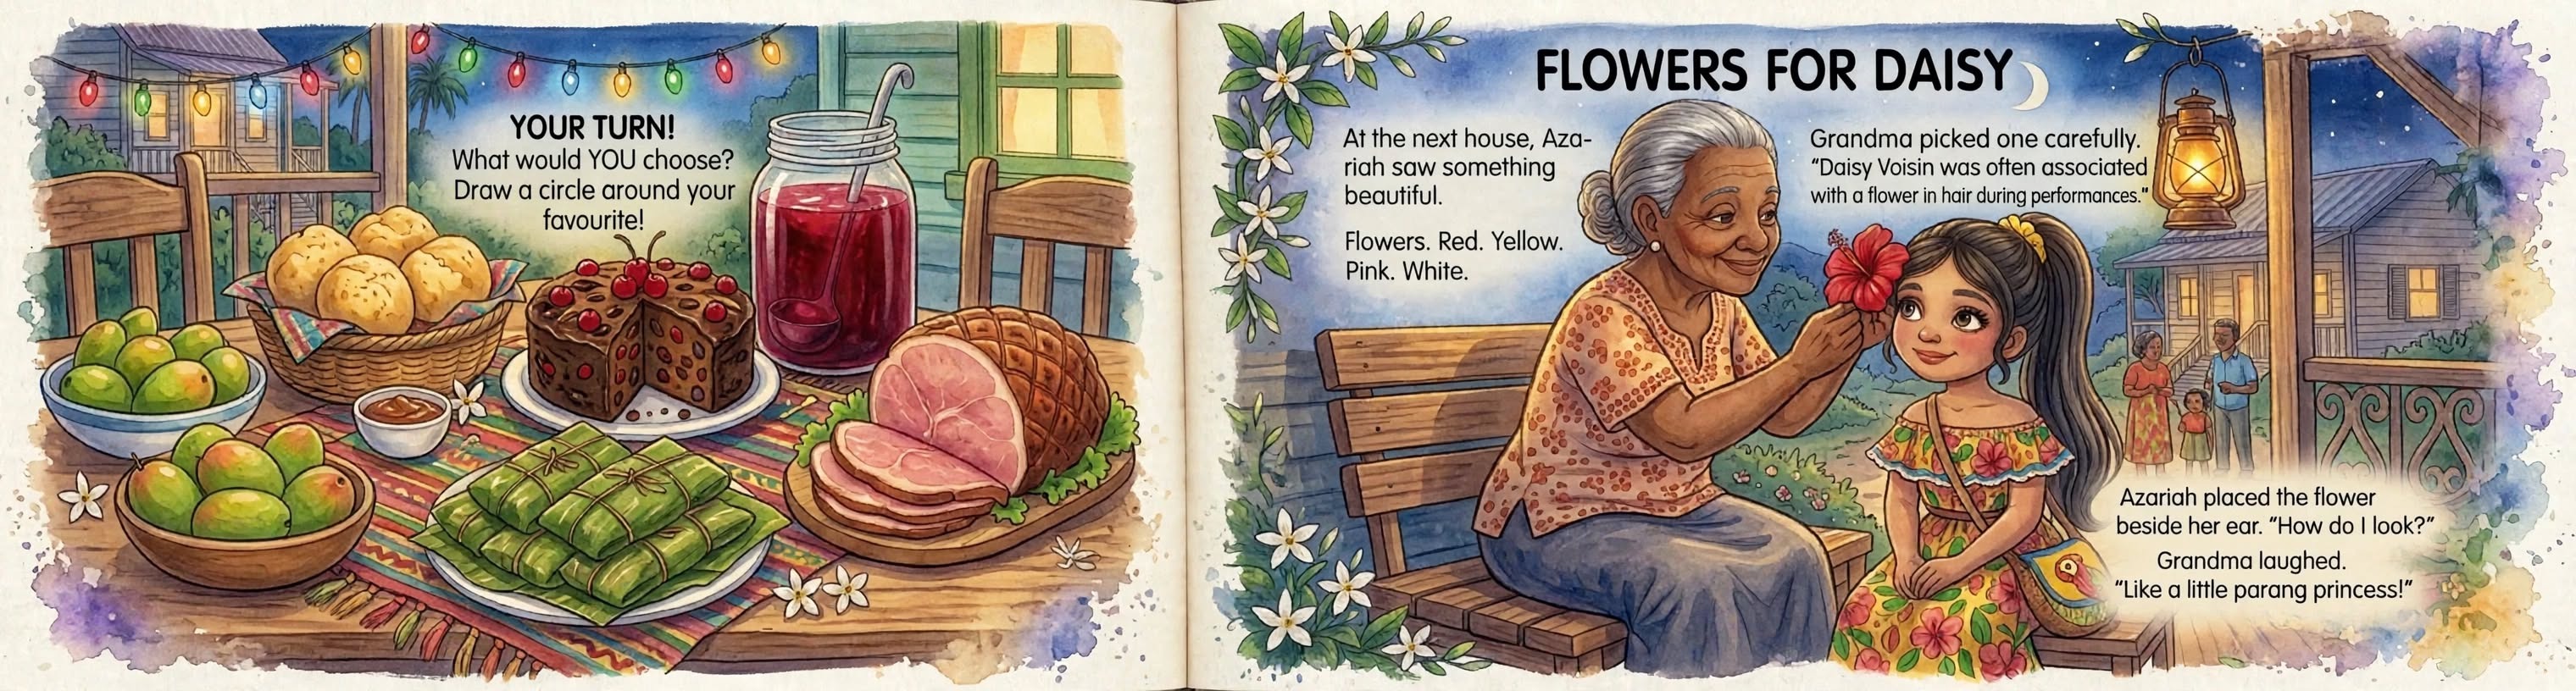 YOUR TURN!
What would YOU choose?
Draw a circle around your
favourite!
FLOWERS FOR DAISY
At the next house, Aza-
riah saw something
beautiful.
Flowers. Red. Yellow.
Pink. White.
Grandma picked one carefully.
“Daisy Voisin was often associated
with a flower in hair during performances.”
Azariah placed the flower
beside her ear. “How do I look?”
Grandma laughed.
“Like a little parang princess!”